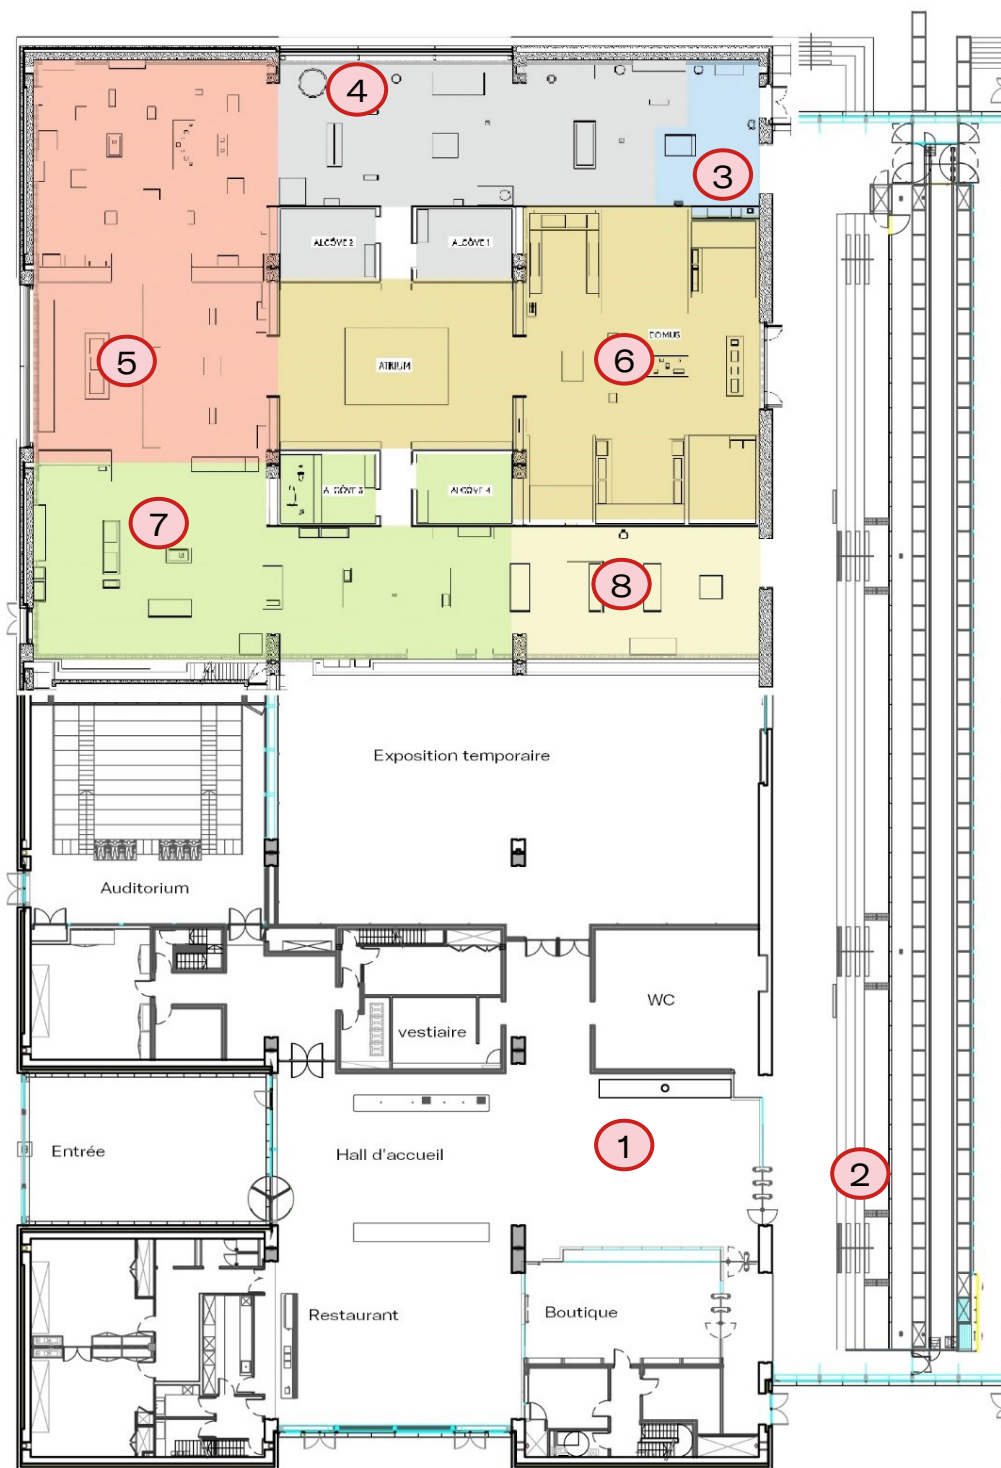 4
3
ALCÔVE 2
ALCÔVE 1
5
ATRIUM
6
DOMUS
7
ALCÔVE 3
ALCÔVE 4
8
Exposition temporaire
Auditorium
WC
vestiaire
Entrée
Hall d'accueil
1
2
Restaurant
Boutique